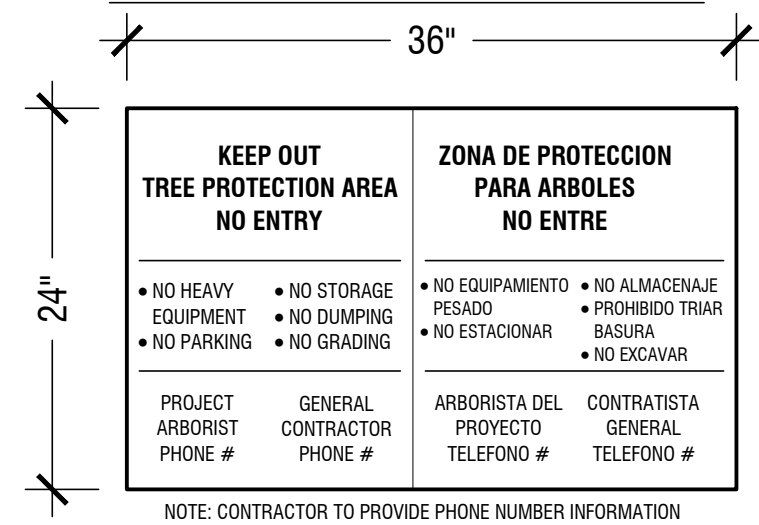 36"
24"
KEEP OUT
TREE PROTECTION AREA
NO ENTRY
• NO HEAVY
EQUIPMENT
• NO PARKING
• NO STORAGE
• NO DUMPING
• NO GRADING
PROJECT
ARBORIST
PHONE #
GENERAL
CONTRACTOR
PHONE #
ZONA DE PROTECCION
PARA ARBOLES
NO ENTRE
• NO EQUIPAMIENTO
PESADO
• NO ESTACIONAR
• NO ALMACENAJE
• PROHIBIDO TRIAR
BASURA
• NO EXCAVAR
ARBORISTA DEL
PROYECTO
TELEFONO #
CONTRATISTA
GENERAL
TELEFONO #
NOTE: CONTRACTOR TO PROVIDE PHONE NUMBER INFORMATION